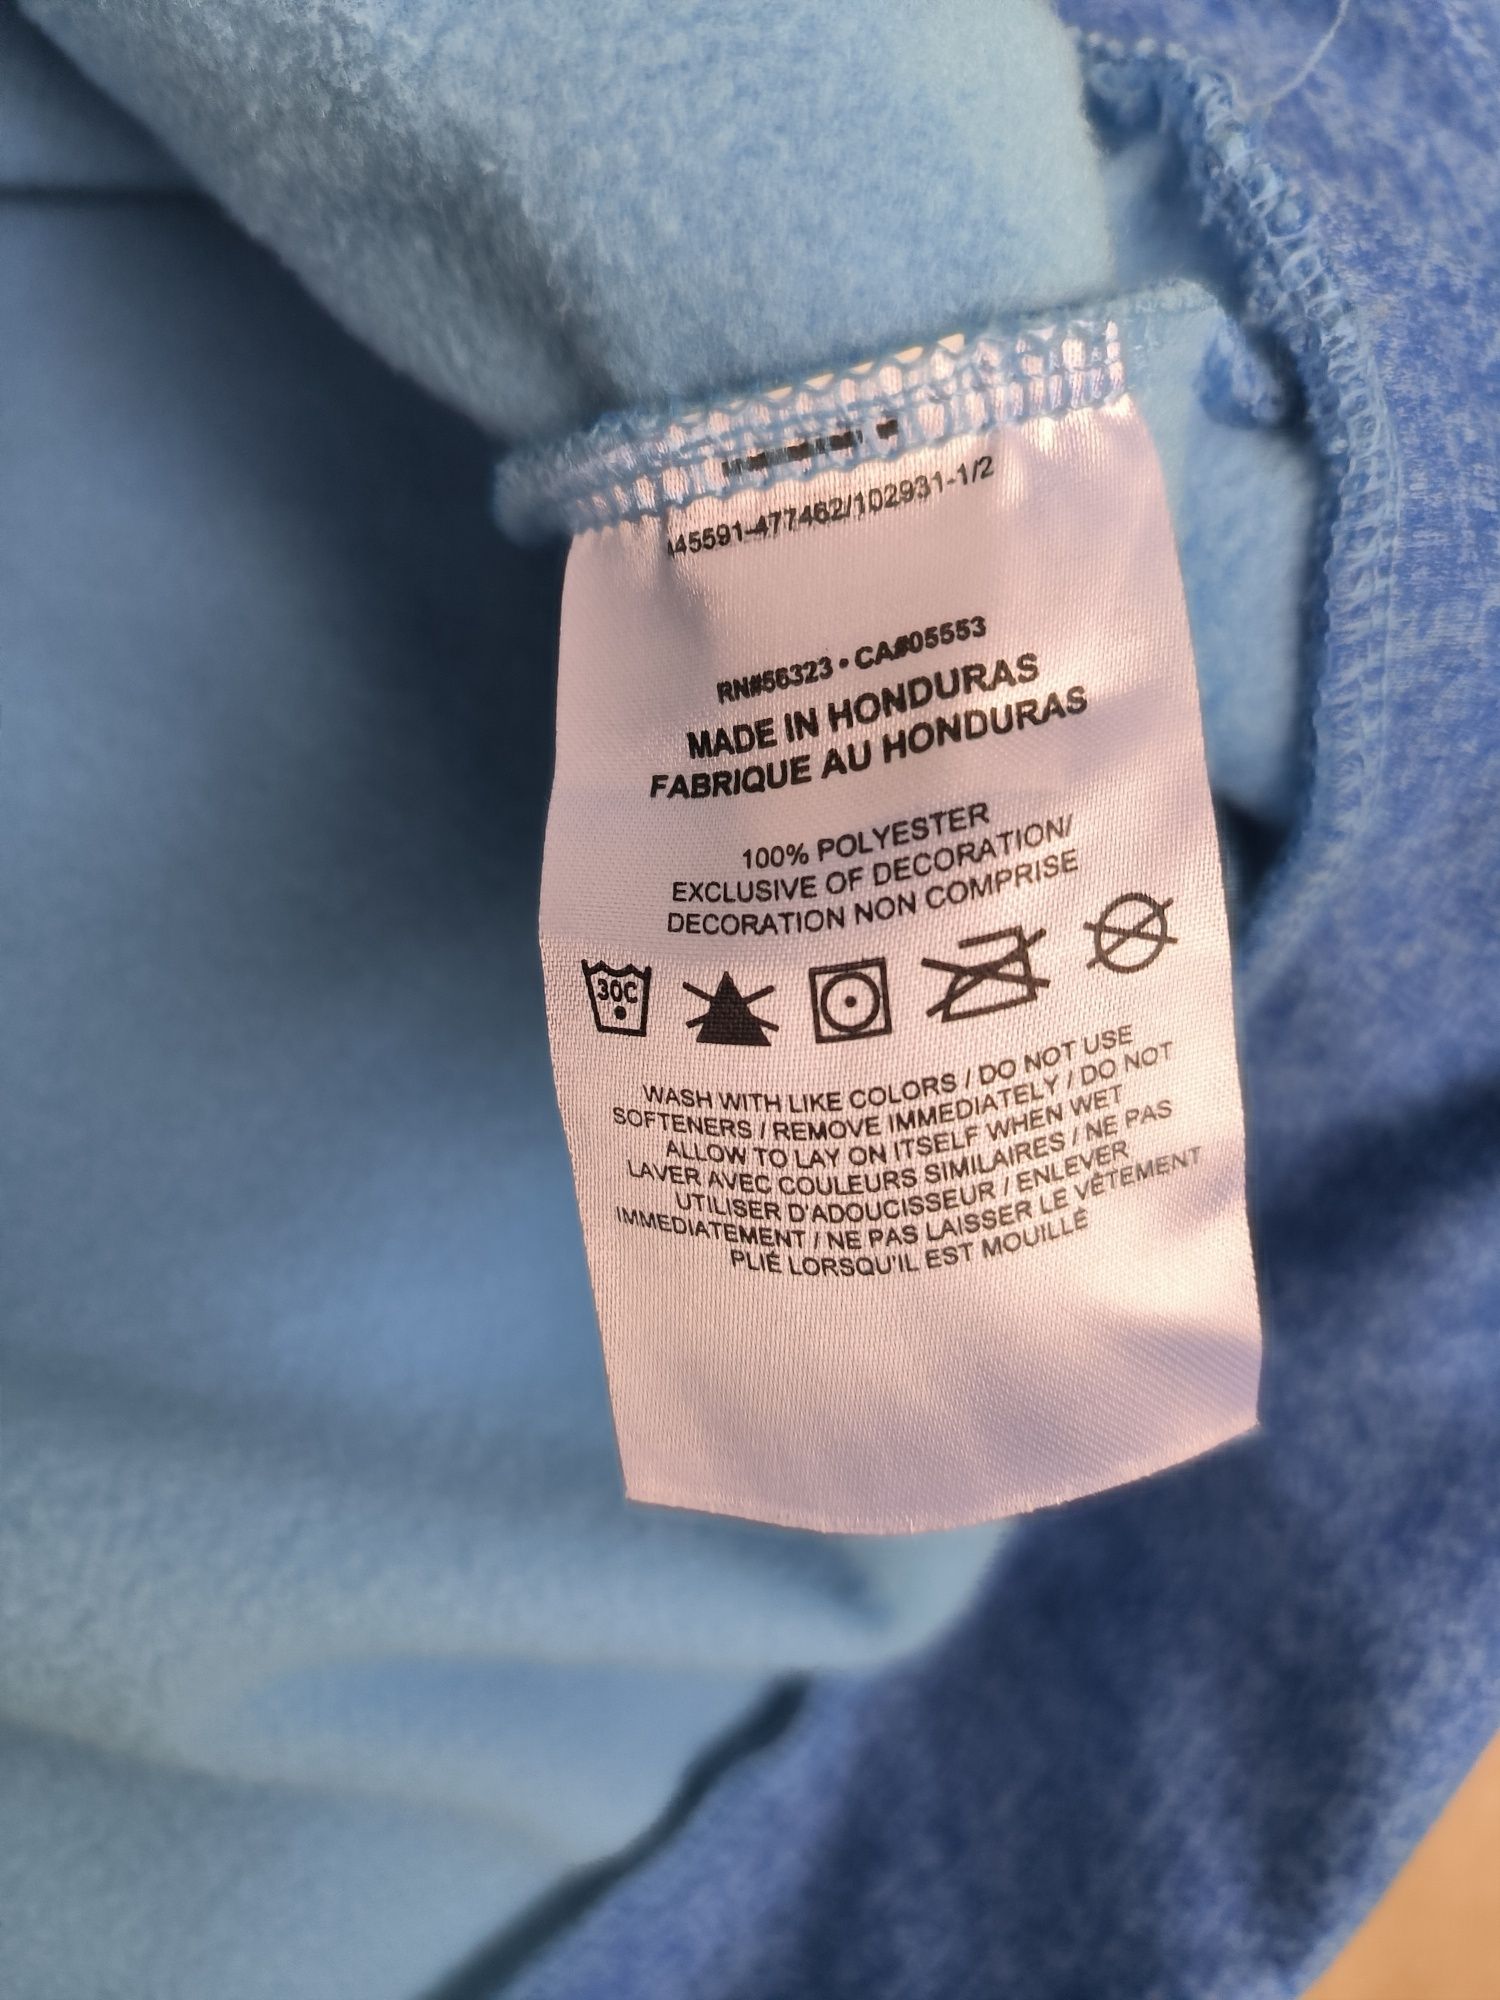 45591-477462/102931-1/2
RN#56323 • CA#05553
MADE IN HONDURAS
FABRIQUE AU HONDURAS
100% POLYESTER
EXCLUSIVE OF DECORATION/
DECORATION NON COMPRISE
30C
WASH WITH LIKE COLORS / DO NOT USE
SOFTENERS / REMOVE IMMEDIATELY / DO NOT
ALLOW TO LAY ON ITSELF WHEN WET
LAVER AVEC COULEURS SIMILAIRES / NE PAS
UTILISER D'ADOUCISSEUR / ENLEVER
IMMEDIATEMENT / NE PAS LAISSER LE VÊTEMENT
PLIÉ LORSQU'IL EST MOUILLÉ